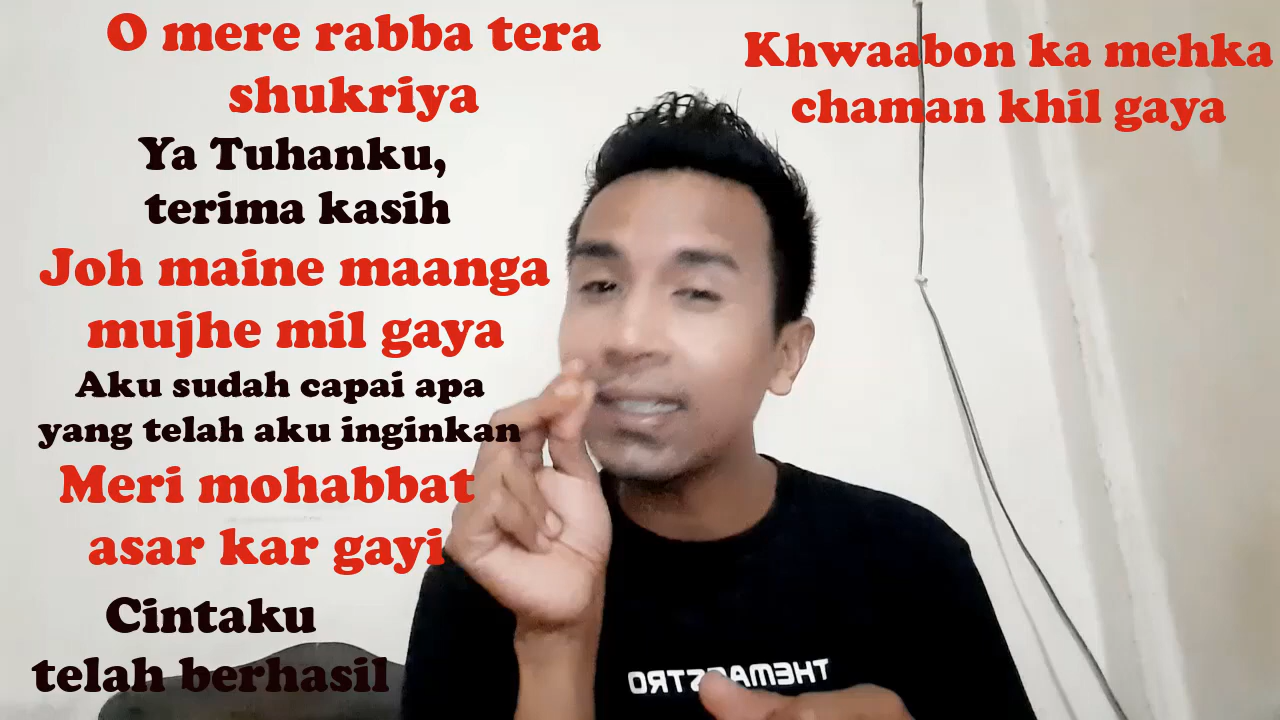 O mere rabba tera
shukriya
Ya Tuhanku,
terima kasih
Joh maine maanga
mujhe mil gaya
Aku sudah capai apa
yang telah aku inginkan
Meri mohabbat
asar kar gayi
Cintaku
telah berhasil
Khwaabon ka mehka
chaman khil gaya
THEMAESTRO